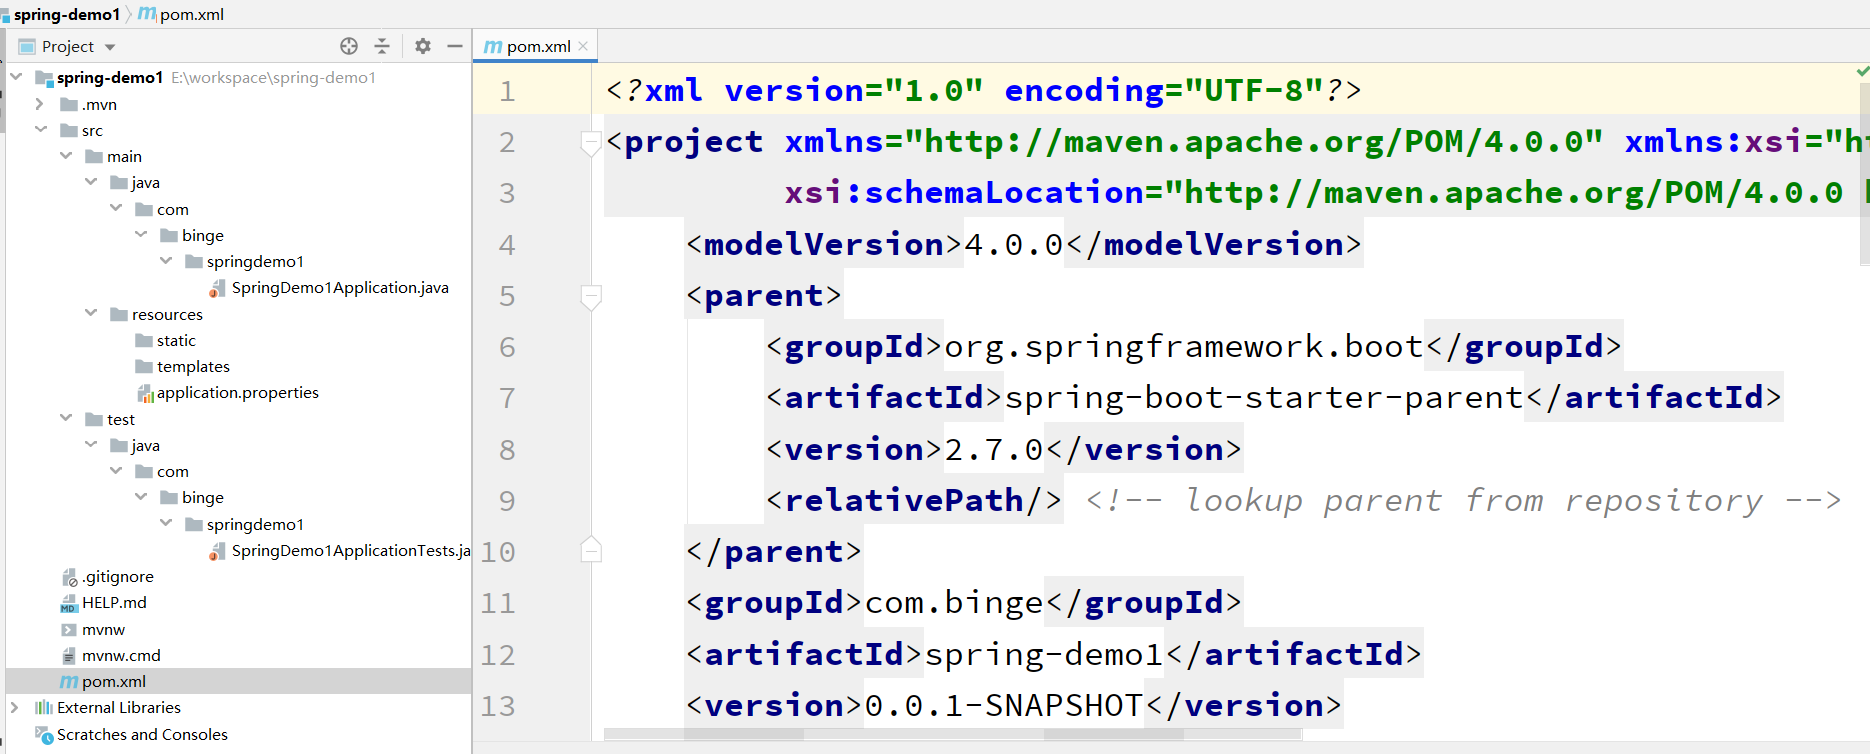 spring-demo1 pom.xml
Project
pom.xml
spring-demo1 E:\workspace\spring-demo1
.mvn
src
main
java
com
binge
springdemo1
SpringDemo1Application.java
resources
static
templates
application.properties
test
java
com
binge
springdemo1
SpringDemo1ApplicationTests.ja
.gitignore
HELP.md
mvnw
mvnw.cmd
pom.xml
External Libraries
Scratches and Consoles
1 <?xml version="1.0" encoding="UTF-8"?>
2 <project xmlns="http://maven.apache.org/POM/4.0.0" xmlns:xsi="ht
3 xsi:schemaLocation="http://maven.apache.org/POM/4.0.0
4 <modelVersion>4.0.0</modelVersion>
5 <parent>
6 <groupId>org.springframework.boot</groupId>
7 <artifactId>spring-boot-starter-parent</artifactId>
8 <version>2.7.0</version>
9 <relativePath/> <!-- lookup parent from repository -->
10 </parent>
11 <groupId>com.binge</groupId>
12 <artifactId>spring-demo1</artifactId>
13 <version>0.0.1-SNAPSHOT</version>